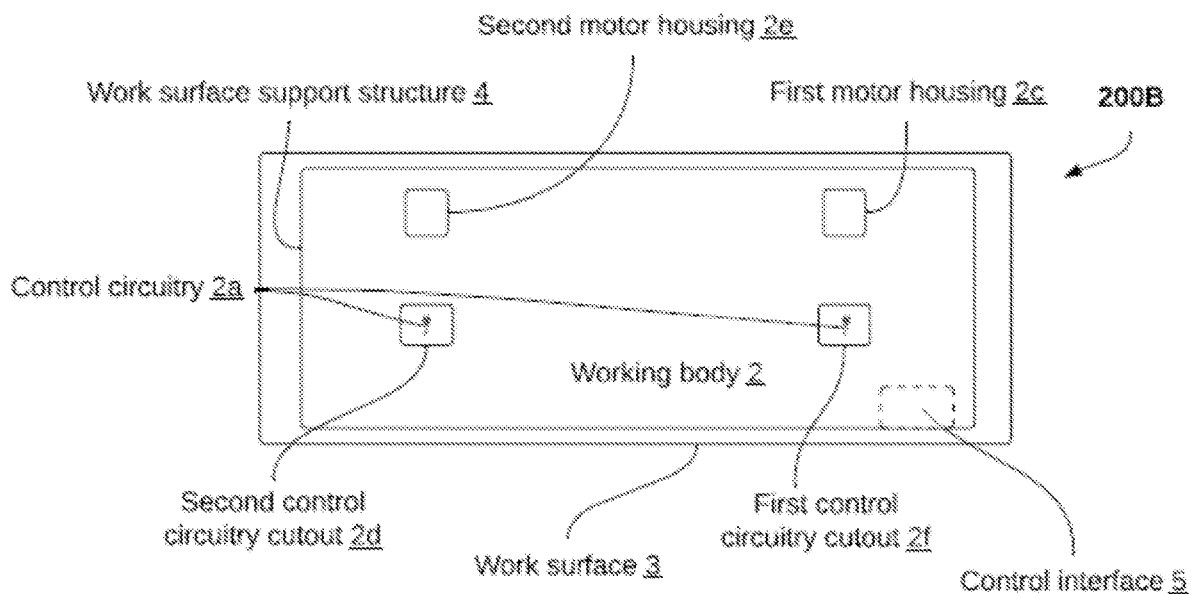 Second motor housing 2e
Work surface support structure 4
First motor housing 2c
200B
Control circuitry 2a
Working body 2
Second control
circuitry cutout 2d
First control
circuitry cutout 2f
Work surface 3
Control interface 5